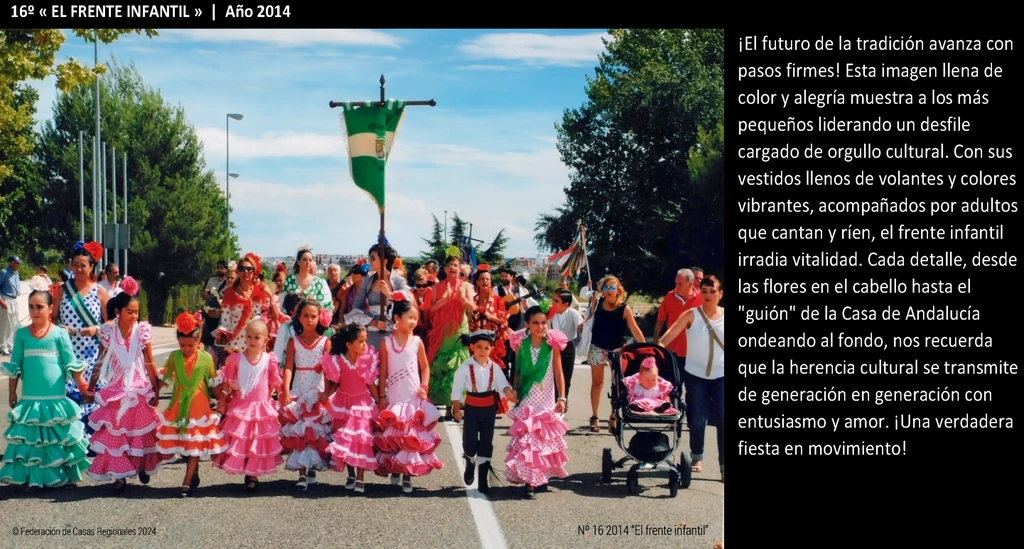 16º « EL FRENTE INFANTIL » | Año 2014
¡El futuro de la tradición avanza con
pasos firmes! Esta imagen llena de
color y alegría muestra a los más
pequeños liderando un desfile
cargado de orgullo cultural. Con sus
vestidos llenos de volantes y colores
vibrantes, acompañados por adultos
que cantan y ríen, el frente infantil
irradia vitalidad. Cada detalle, desde
las flores en el cabello hasta el
"guión" de la Casa de Andalucía
ondeando al fondo, nos recuerda
que la herencia cultural se transmite
de generación en generación con
entusiasmo y amor. ¡Una verdadera
fiesta en movimiento!
© Federación de Casas Regionales 2024
Nº 16 2014 "El frente infantil"